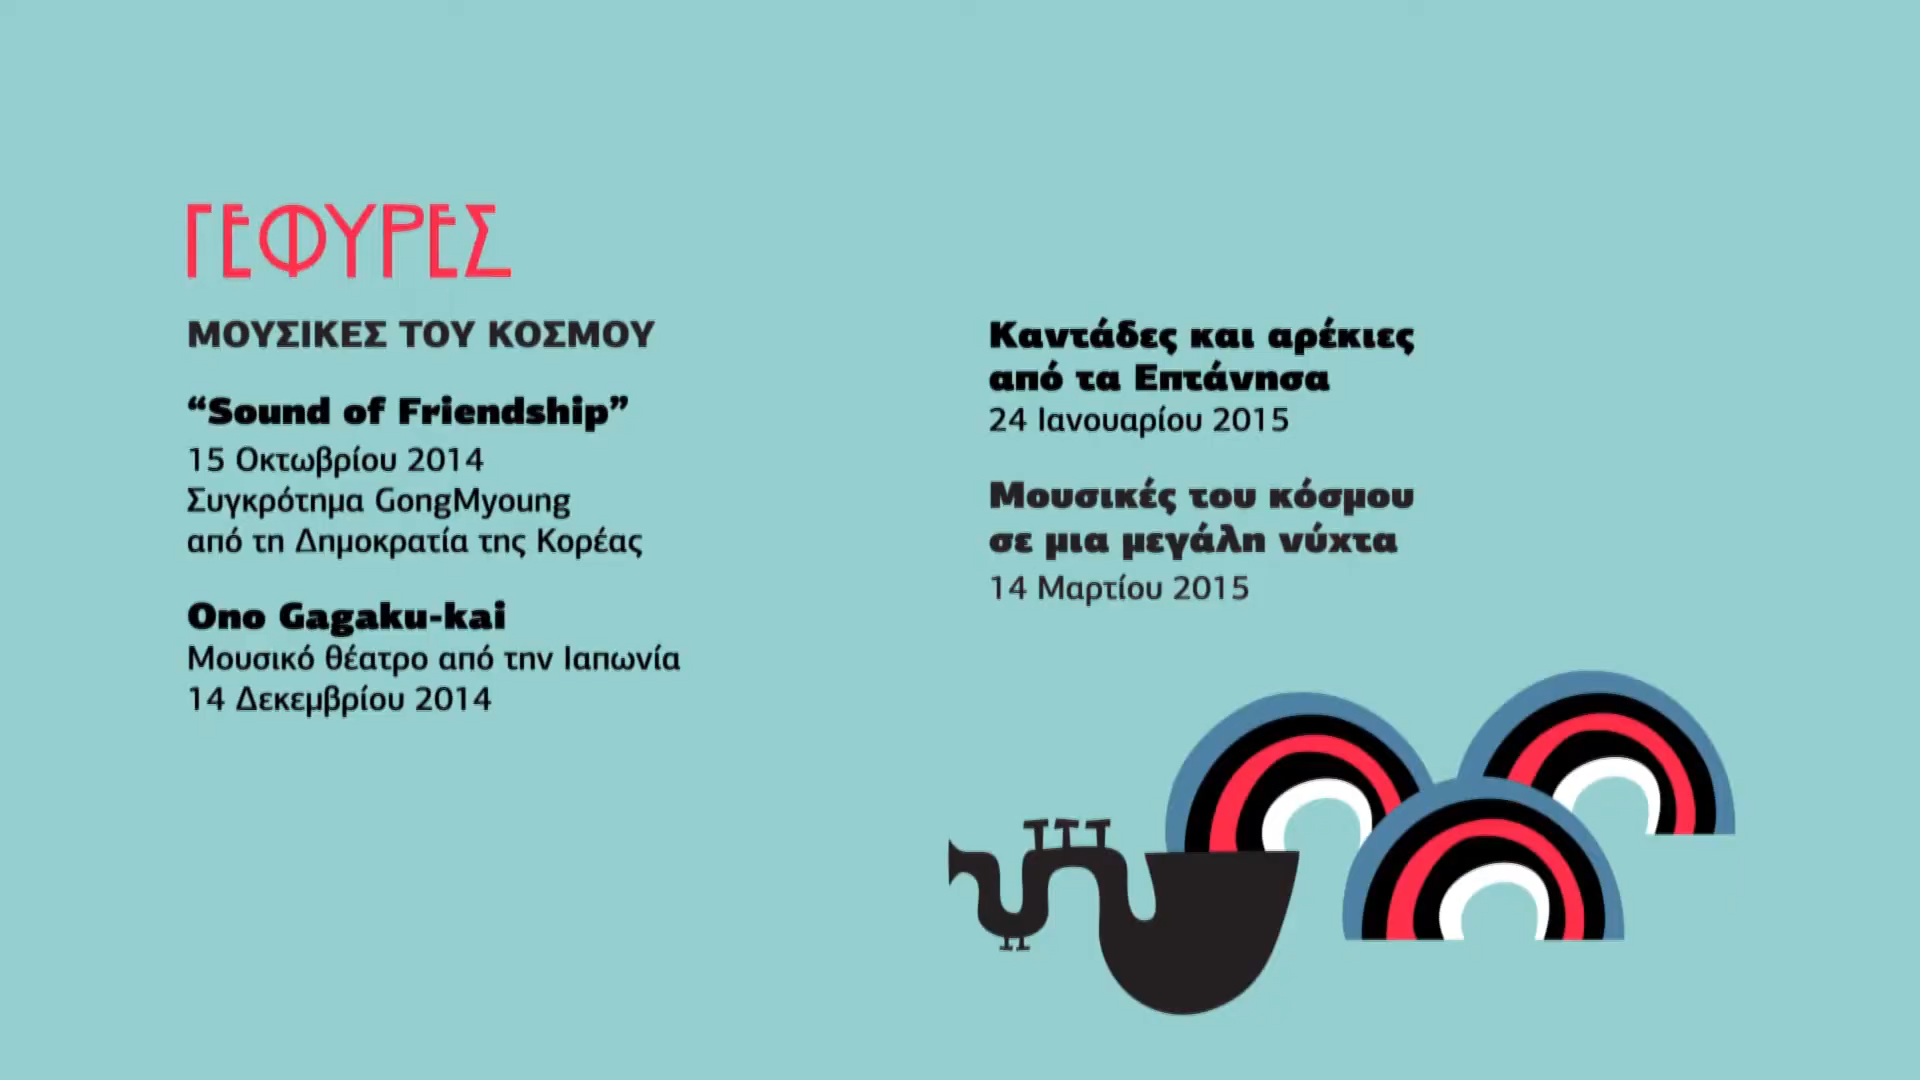 ΓΕΦΥΡΕΣ
ΜΟΥΣΙΚΕΣ ΤΟΥ ΚΟΣΜΟΥ
“Sound of Friendship”
15 Οκτωβρίου 2014
Συγκρότημα GongMyoung
από τη Δημοκρατία της Κορέας
Ono Gagaku-kai
Μουσικό θέατρο από την Ιαπωνία
14 Δεκεμβρίου 2014
Καντάδες και αρέκιες
από τα Επτάνησα
24 Ιανουαρίου 2015
Μουσικές του κόσμου
σε μια μεγάλη νύχτα
14 Μαρτίου 2015